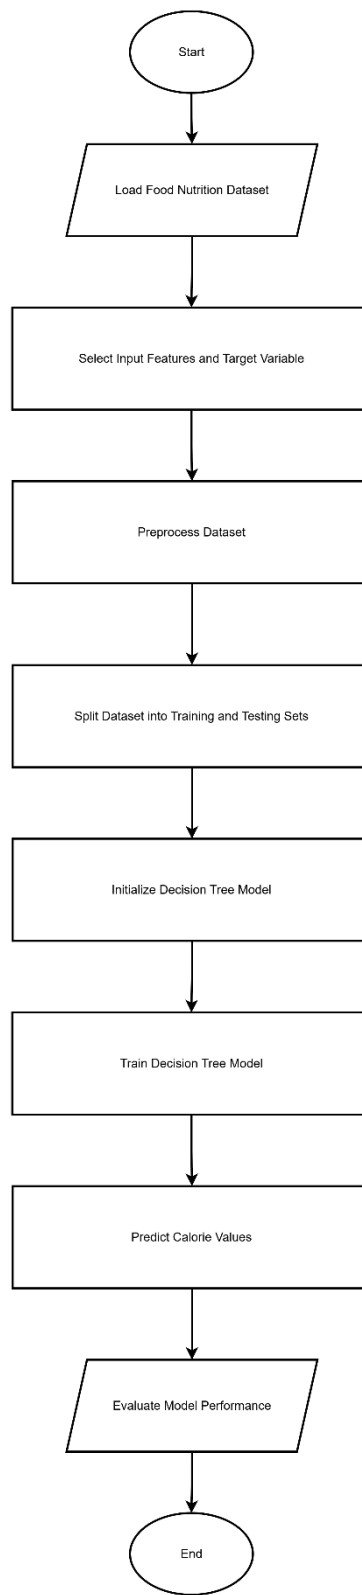 Start
Load Food Nutrition Dataset
Select Input Features and Target Variable
Preprocess Dataset
Split Dataset into Training and Testing Sets
Initialize Decision Tree Model
Train Decision Tree Model
Predict Calorie Values
Evaluate Model Performance
End